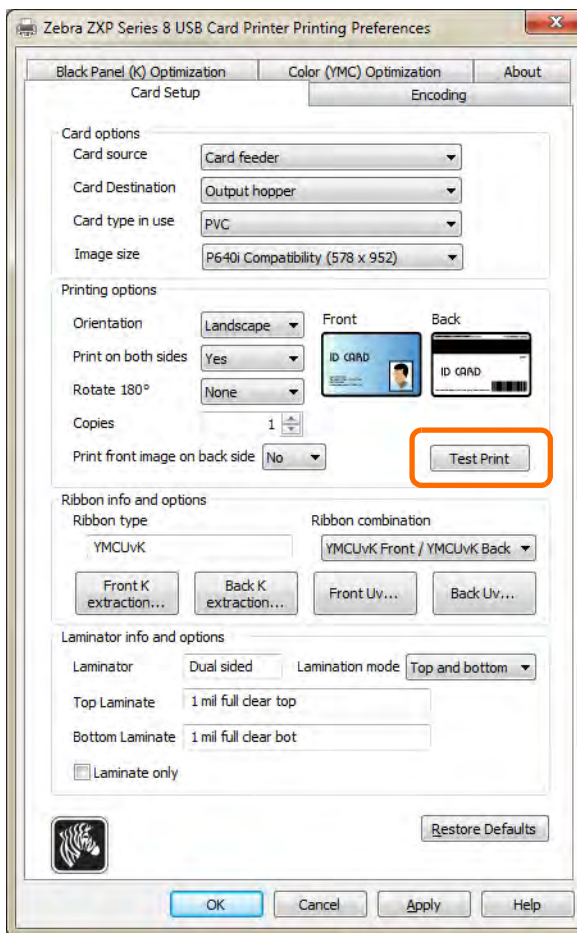 Zebra ZXP Series 8 USB Card Printer Printing Preferences
Black Panel (K) Optimization Color (YMC) Optimization About
Card Setup Encoding
Card options
Card source Card feeder
Card Destination Output hopper
Card type in use PVC
Image size P640i Compatibility (578 x 952)
Printing options
Orientation Landscape Front Back
Print on both sides Yes
ID CARD ID CARD
Rotate 180° None
Copies 1
Print front image on back side No Test Print
Ribbon info and options
Ribbon type Ribbon combination
YMCUvK YMCUvK Front / YMCUvK Back
Front K extraction... Back K extraction... Front Uv... Back Uv...
Laminator info and options
Laminator Dual sided Lamination mode Top and bottom
Top Laminate 1 mil full clear top
Bottom Laminate 1 mil full clear bot
Laminate only
Restore Defaults
OK Cancel Apply Help